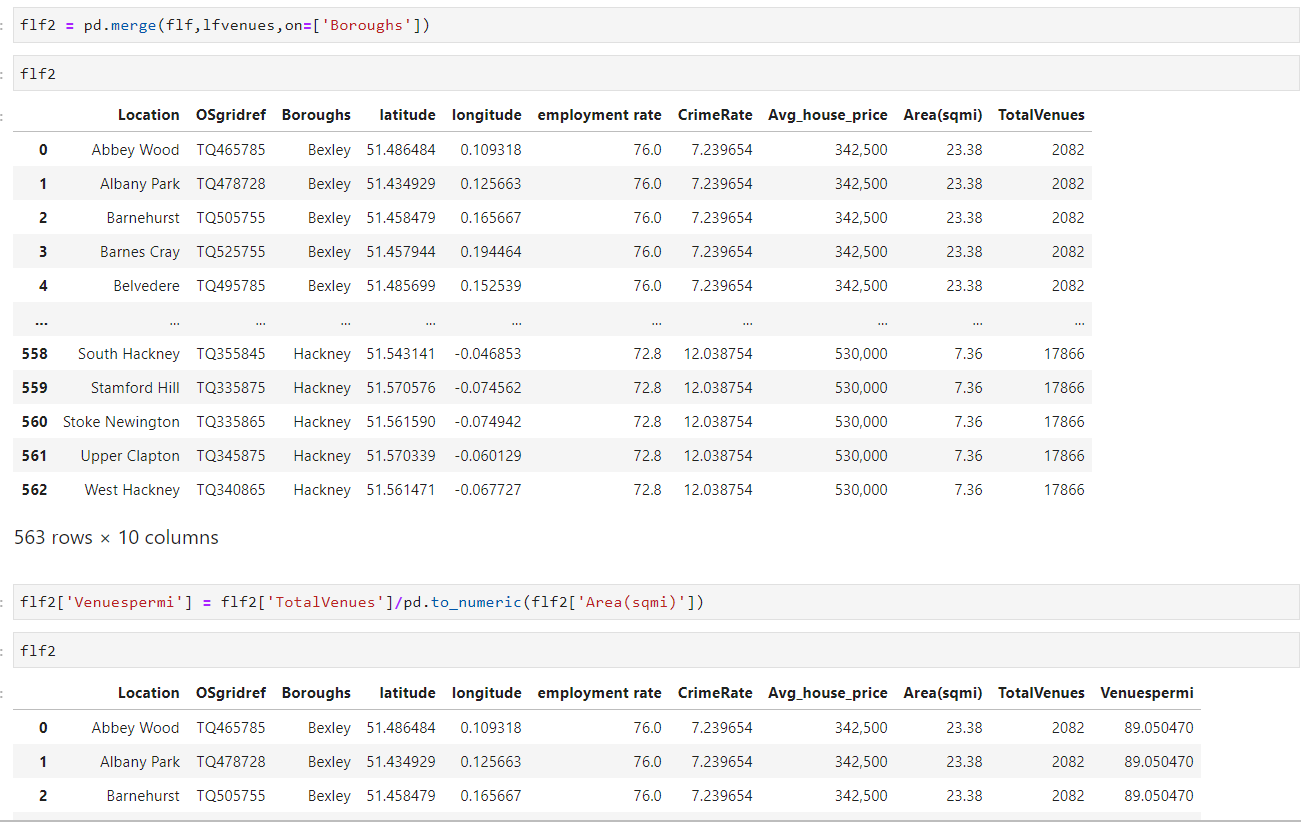 flf2 = pd.merge(flf,lfvenues,on=['Boroughs'])
flf2
Location OSgridref Boroughs latitude longitude employment rate CrimeRate Avg_house_price Area(sqmi) TotalVenues
0 Abbey Wood TQ465785 Bexley 51.486484 0.109318 76.0 7.239654 342,500 23.38 2082
1 Albany Park TQ478728 Bexley 51.434929 0.125663 76.0 7.239654 342,500 23.38 2082
2 Barnehurst TQ505755 Bexley 51.458479 0.165667 76.0 7.239654 342,500 23.38 2082
3 Barnes Cray TQ525755 Bexley 51.457944 0.194464 76.0 7.239654 342,500 23.38 2082
4 Belvedere TQ495785 Bexley 51.485699 0.152539 76.0 7.239654 342,500 23.38 2082
... ... ... ... ... ... ... ... ... ... ...
558 South Hackney TQ355845 Hackney 51.543141 -0.046853 72.8 12.038754 530,000 7.36 17866
559 Stamford Hill TQ335875 Hackney 51.570576 -0.074562 72.8 12.038754 530,000 7.36 17866
560 Stoke Newington TQ335865 Hackney 51.561590 -0.074942 72.8 12.038754 530,000 7.36 17866
561 Upper Clapton TQ345875 Hackney 51.570339 -0.060129 72.8 12.038754 530,000 7.36 17866
562 West Hackney TQ340865 Hackney 51.561471 -0.067727 72.8 12.038754 530,000 7.36 17866
563 rows × 10 columns
flf2['Venuespermi'] = flf2['TotalVenues']/pd.to_numeric(flf2['Area(sqmi)'])
flf2
Location OSgridref Boroughs latitude longitude employment rate CrimeRate Avg_house_price Area(sqmi) TotalVenues Venuespermi
0 Abbey Wood TQ465785 Bexley 51.486484 0.109318 76.0 7.239654 342,500 23.38 2082 89.050470
1 Albany Park TQ478728 Bexley 51.434929 0.125663 76.0 7.239654 342,500 23.38 2082 89.050470
2 Barnehurst TQ505755 Bexley 51.458479 0.165667 76.0 7.239654 342,500 23.38 2082 89.050470